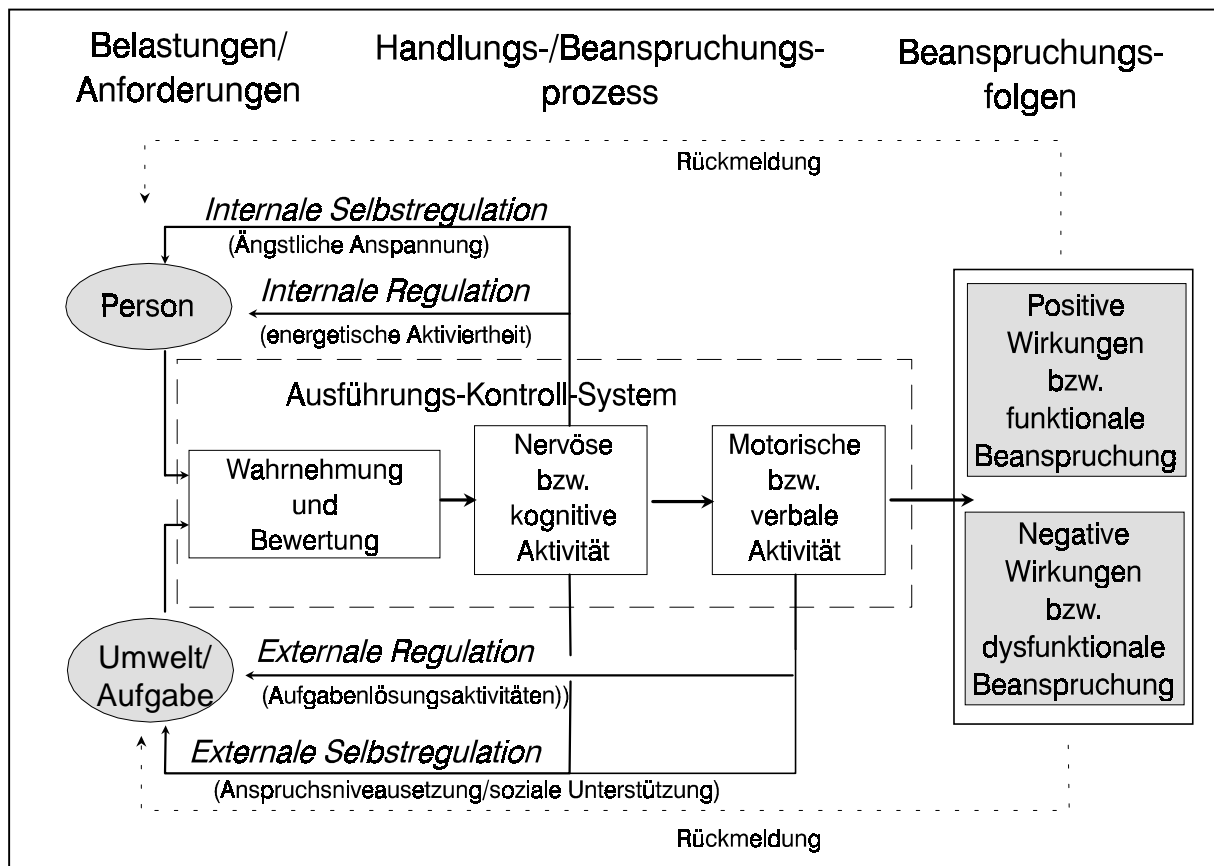 Belastungen/
Anforderungen
Handlungs-/Beanspruchungs-
prozess
Beanspruchungs-
folgen
Rückmeldung
Internale Selbstregulation
(Ängstliche Anspannung)
Person
Internale Regulation
(energetische Aktiviertheit)
Ausführungs-Kontroll-System
Wahrnehmung
und
Bewertung
Nervöse
bzw.
kognitive
Aktivität
Motorische
bzw.
verbale
Aktivität
Positive
Wirkungen
bzw.
funktionale
Beanspruchung
Negative
Wirkungen
bzw.
dysfunktionale
Beanspruchung
Umwelt/
Aufgabe
Externale Regulation
(Aufgabenlösungsaktivitäten))
Externale Selbstregulation
(Anspruchsniveausetzung/soziale Unterstützung)
Rückmeldung